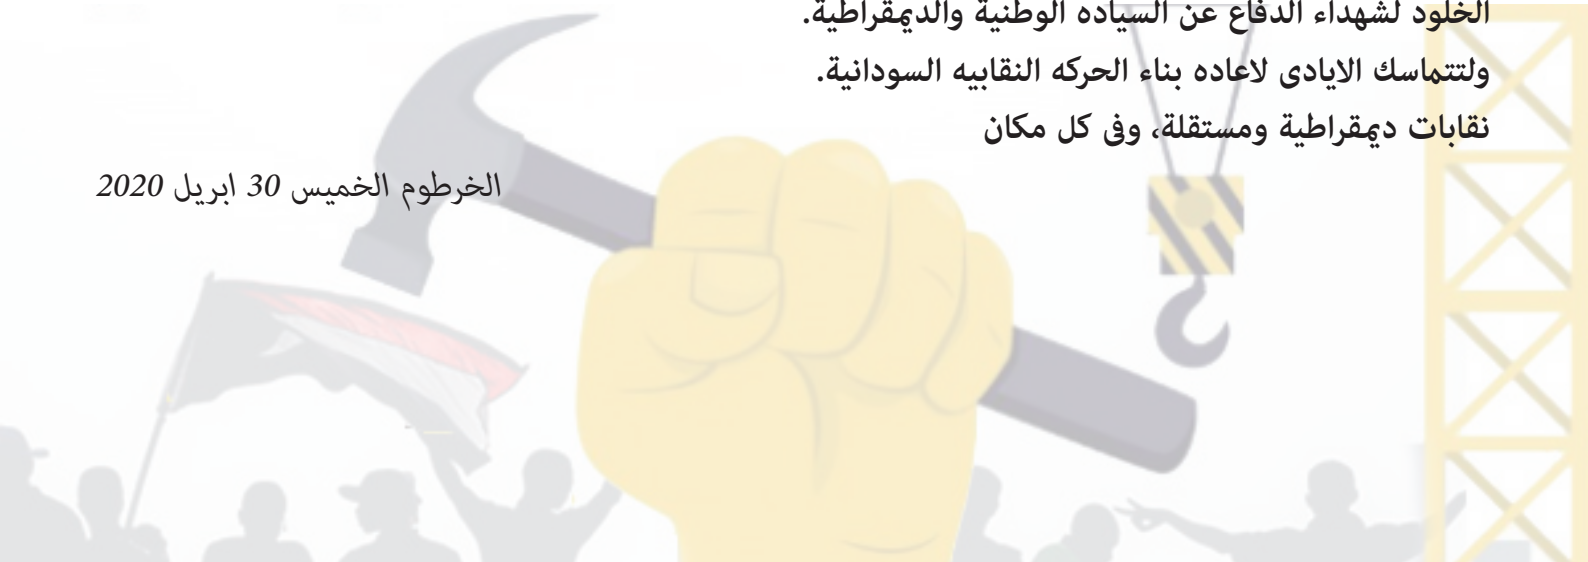 الخلود لشهداء الدفاع عن السياده الوطنية والديمقراطية.
ولتتماسك الايادى لاعاده بناء الحركه النقابيه السودانية.
نقابات ديمقراطية ومستقلة، وفى كل مكان
الخرطوم الخميس 30 ابريل 2020